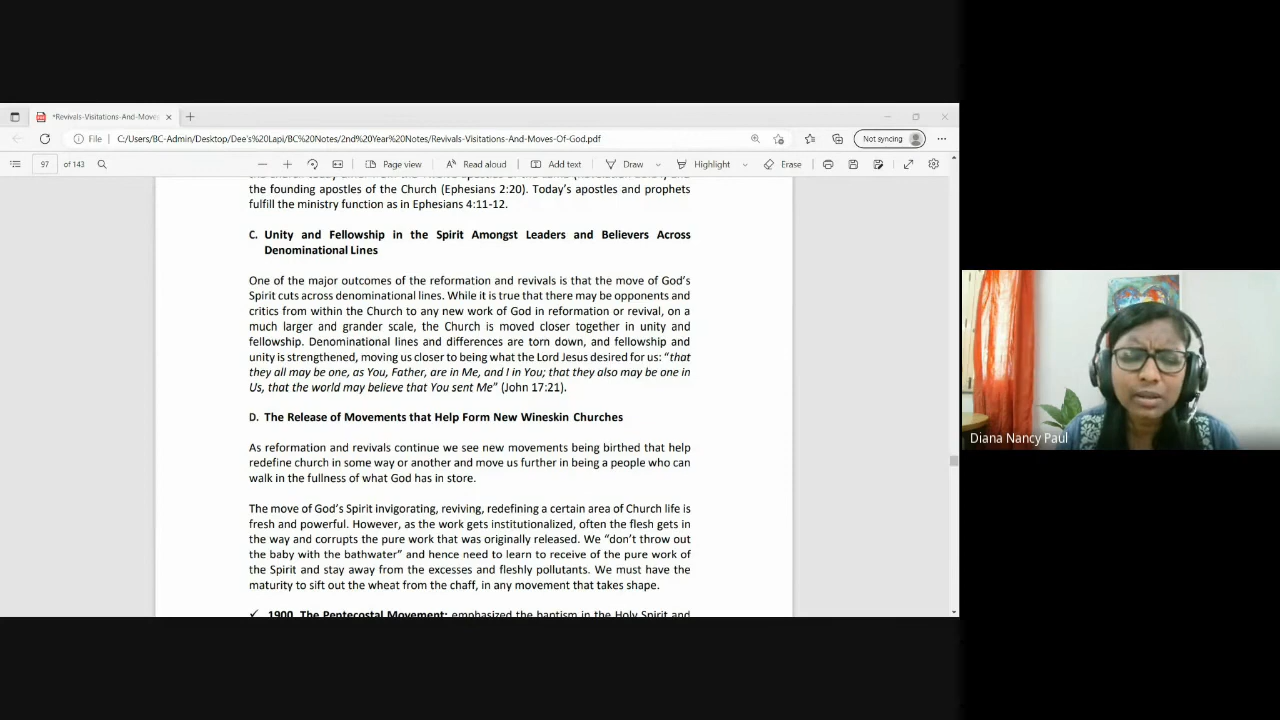 *Revivals-Visitations-And-Move
File C:/Users/BC-Admin/Desktop/Dee's%20Lapi/BC%20Notes/2nd%20Year%20Notes/Revivals-Visitations-And-Moves-Of-God.pdf
Not syncing
97 of 143
Page view
Read aloud
Add text
Draw
Highlight
Erase
the founding apostles of the Church (Ephesians 2:20). Today's apostles and prophets
fulfill the ministry function as in Ephesians 4:11-12.
C. Unity and Fellowship in the Spirit Amongst Leaders and Believers Across
Denominational Lines
One of the major outcomes of the reformation and revivals is that the move of God's
Spirit cuts across denominational lines. While it is true that there may be opponents and
critics from within the Church to any new work of God in reformation or revival, on a
much larger and grander scale, the Church is moved closer together in unity and
fellowship. Denominational lines and differences are torn down, and fellowship and
unity is strengthened, moving us closer to being what the Lord Jesus desired for us: "that
they all may be one, as You, Father, are in Me, and I in You; that they also may be one in
Us, that the world may believe that You sent Me" (John 17:21).
D. The Release of Movements that Help Form New Wineskin Churches
As reformation and revivals continue we see new movements being birthed that help
redefine church in some way or another and move us further in being a people who can
walk in the fullness of what God has in store.
The move of God's Spirit invigorating, reviving, redefining a certain area of Church life is
fresh and powerful. However, as the work gets institutionalized, often the flesh gets in
the way and corrupts the pure work that was originally released. We "don't throw out
the baby with the bathwater" and hence need to learn to receive of the pure work of
the Spirit and stay away from the excesses and fleshly pollutants. We must have the
maturity to sift out the wheat from the chaff, in any movement that takes shape.
✓ 1900, The Pentecostal Movement: emphasized the baptism in the Holy Spirit and
Diana Nancy Paul